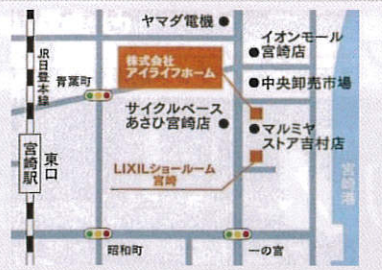 ヤマダ電機
イオンモール
宮崎店
株式会社
アイライフホーム
JR日豊本線
青葉町
中央卸売市場
サイクルベース
あさひ宮崎店
マルミヤ
ストア吉村店
宮崎駅
東口
LIXILショールーム
宮崎
宮崎港
昭和町
一の宮